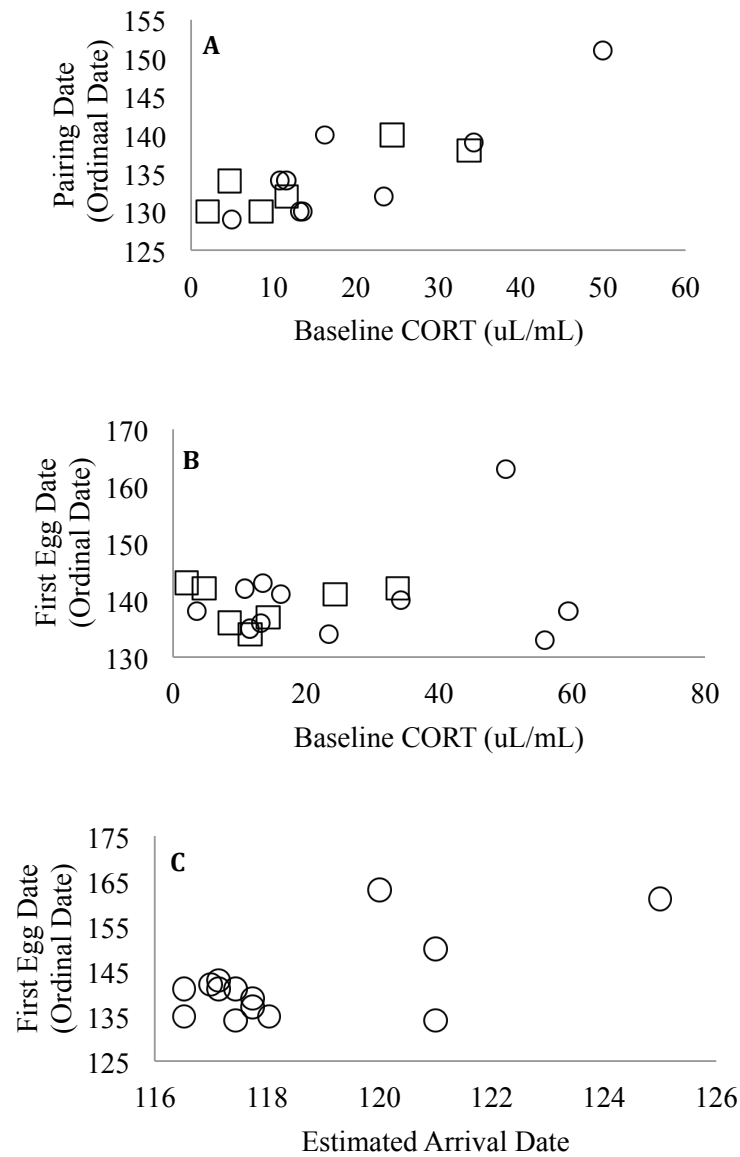 155
A
150
145
140
135
130
125
Pairing Date
(Ordinaal Date)
0 10 20 30 40 50 60
Baseline CORT (uL/mL)
170
B
160
150
140
130
First Egg Date
(Ordinal Date)
0 20 40 60 80
Baseline CORT (uL/mL)
175
C
165
155
145
135
125
First Egg Date
(Ordinal Date)
116 118 120 122 124 126
Estimated Arrival Date